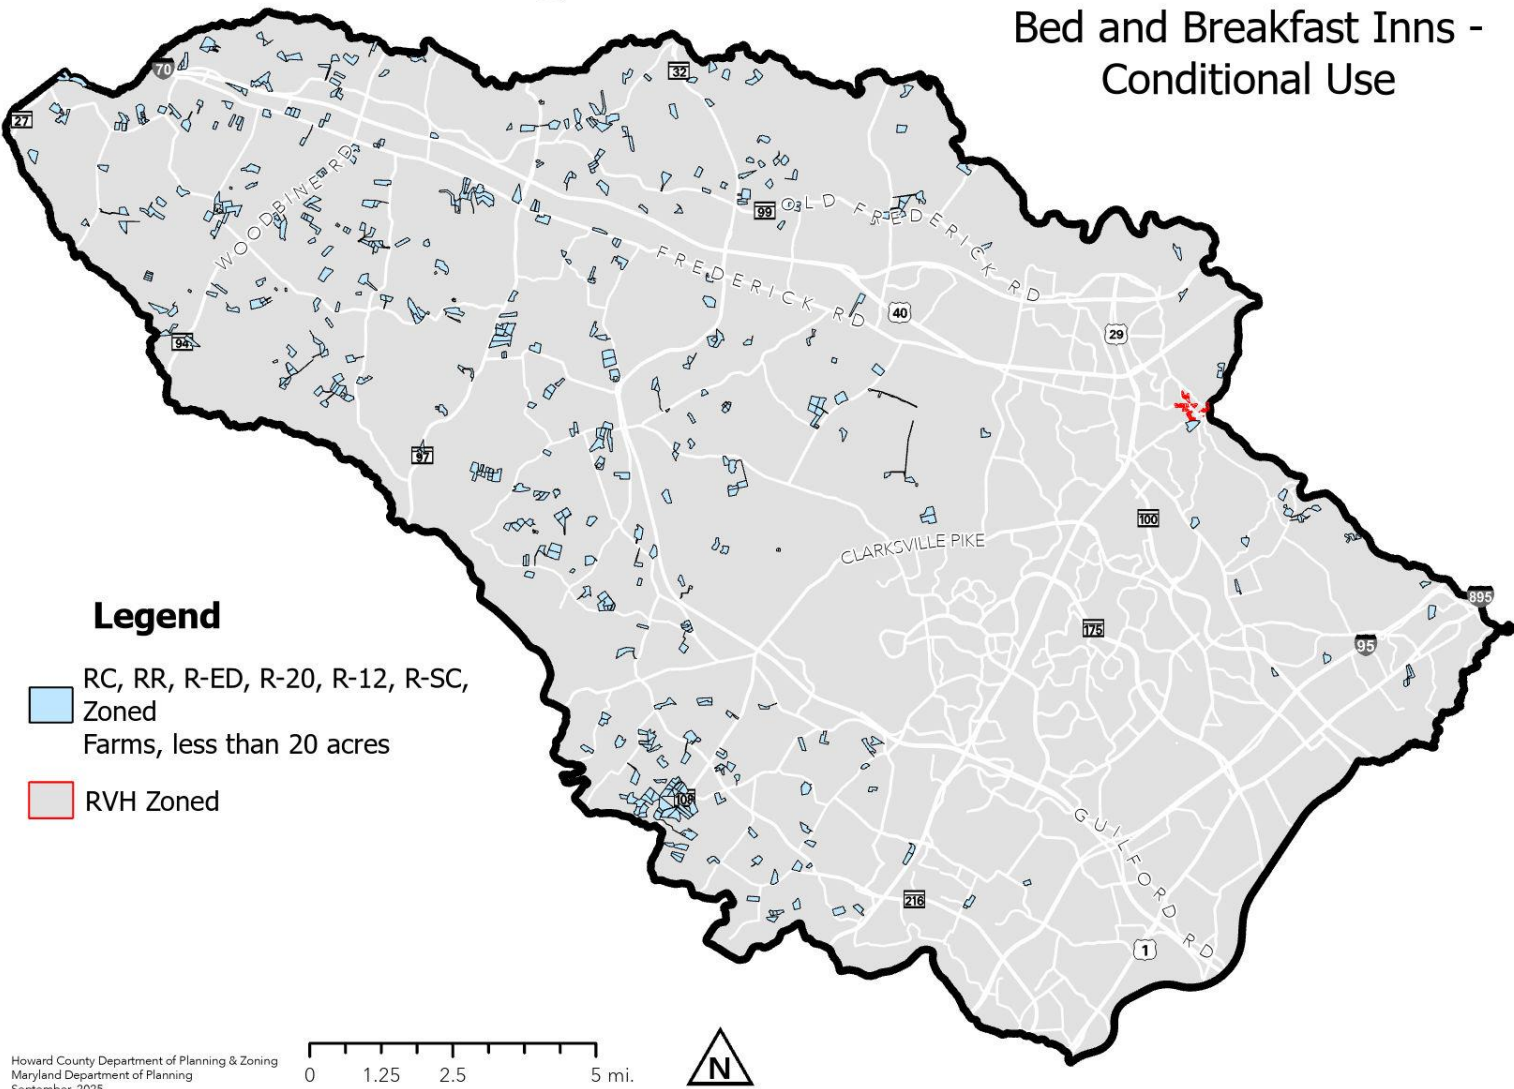 Bed and Breakfast Inns -
Conditional Use
70
32
27
WOODBINE RD
99
OLD FREDERICK RD
FREDERICK RD
40
29
94
97
100
CLARKSVILLE PIKE
895
175
95
Legend
RC, RR, R-ED, R-20, R-12, R-SC,
Zoned
Farms, less than 20 acres
RVH Zoned
108
GUILFORD RD
216
1
Howard County Department of Planning & Zoning
Maryland Department of Planning
September, 2025
0 1.25 2.5 5 mi.
N